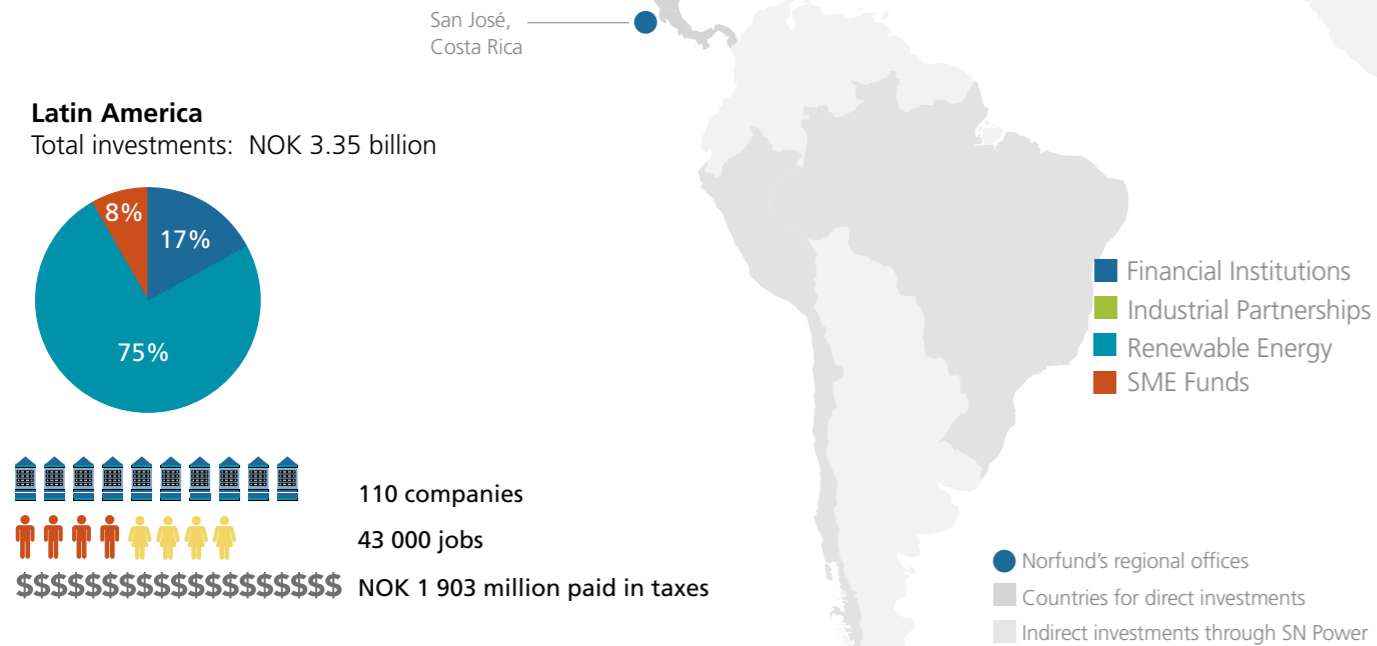 San José,
Costa Rica
Latin America
Total investments: NOK 3.35 billion
8%
17%
75%
Financial Institutions
Industrial Partnerships
Renewable Energy
SME Funds
110 companies
43 000 jobs
$$$$$$$$$$$$$$$$$$$ NOK 1 903 million paid in taxes
Norfund's regional offices
Countries for direct investments
Indirect investments through SN Power